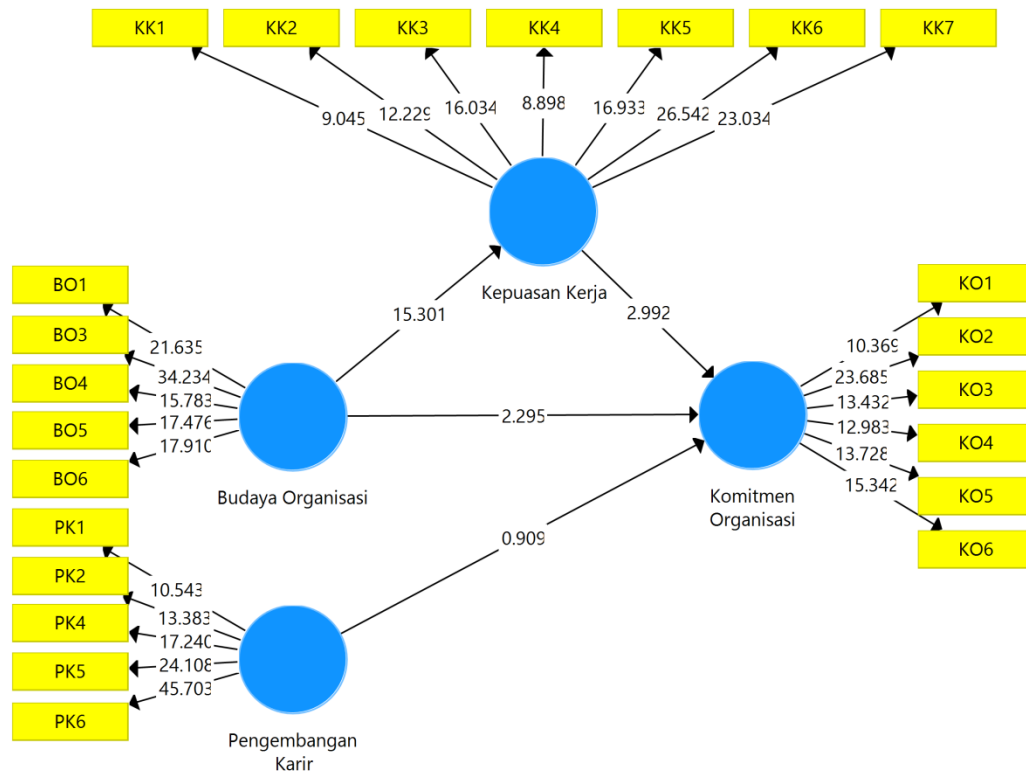 KK1 KK2 KK3 KK4 KK5 KK6 KK7
9.045 12.229 16.034 8.898 16.933 26.542 23.034
Kepuasan Kerja
15.301
2.992
BO1
BO3
BO4
BO5
BO6
21.635
34.234
15.783
17.476
17.910
Budaya Organisasi
2.295
KO1
KO2
KO3
KO4
KO5
KO6
10.369
23.685
13.432
12.983
13.728
15.342
Komitmen
Organisasi
0.909
PK1
PK2
PK4
PK5
PK6
10.543
13.383
17.240
24.108
45.703
Pengembangan
Karir